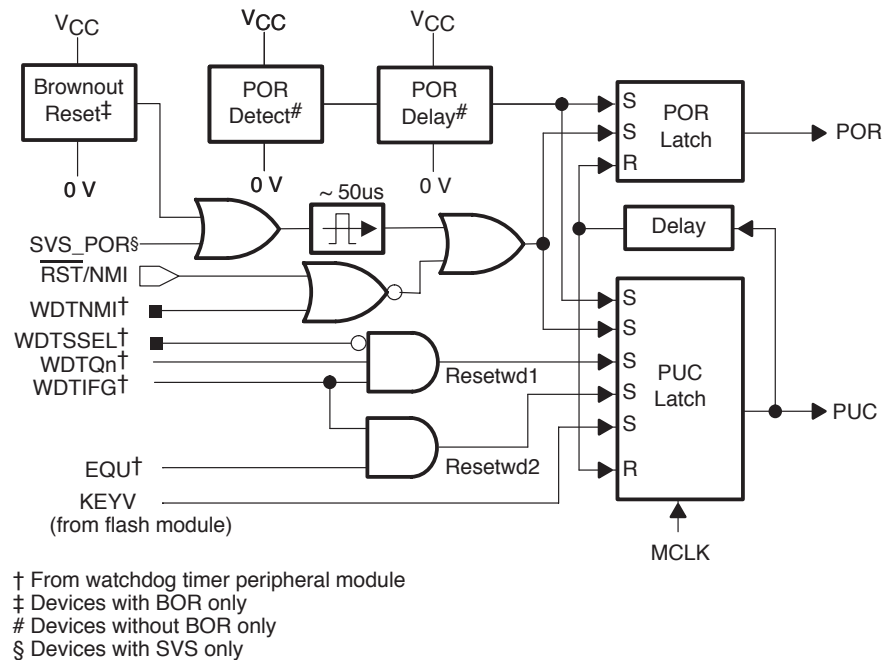 VCC
VCC
VCC
Brownout
Reset‡
POR
Detect#
POR
Delay#
0 V
0 V
0 V
S
S
R
POR
Latch
POR
~ 50us
SVS_POR§
RST/NMI
WDTNMI†
WDTSSEL†
WDTQn†
WDTIFG†
EQU†
KEYV
(from flash module)
Resetwd1
Resetwd2
Delay
S
S
S
S
S
R
PUC
Latch
PUC
MCLK
† From watchdog timer peripheral module
‡ Devices with BOR only
# Devices without BOR only
§ Devices with SVS only